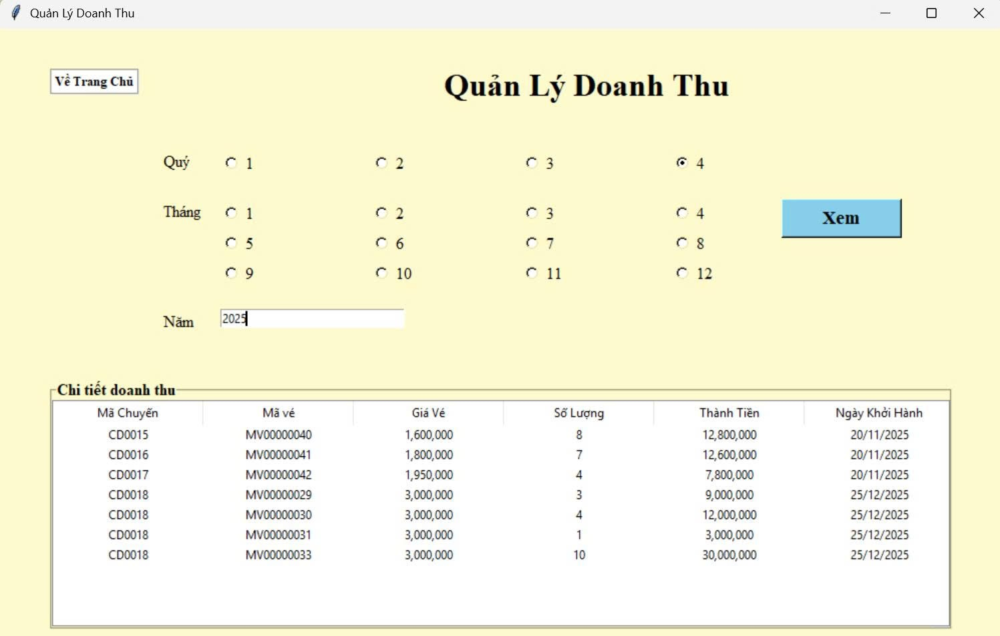 Quản Lý Doanh Thu
Về Trang Chủ
Quản Lý Doanh Thu
Quý 1 2 3 4
Tháng 1 2 3 4
Xem
5 6 7 8
9 10 11 12
Năm 2025
Chi tiết doanh thu
Mã Chuyến Mã vé Giá Vé Số Lượng Thành Tiền Ngày Khởi Hành
CD0015 MV00000040 1,600,000 8 12,800,000 20/11/2025
CD0016 MV00000041 1,800,000 7 12,600,000 20/11/2025
CD0017 MV00000042 1,950,000 4 7,800,000 20/11/2025
CD0018 MV00000029 3,000,000 3 9,000,000 25/12/2025
CD0018 MV00000030 3,000,000 4 12,000,000 25/12/2025
CD0018 MV00000031 3,000,000 1 3,000,000 25/12/2025
CD0018 MV00000033 3,000,000 10 30,000,000 25/12/2025